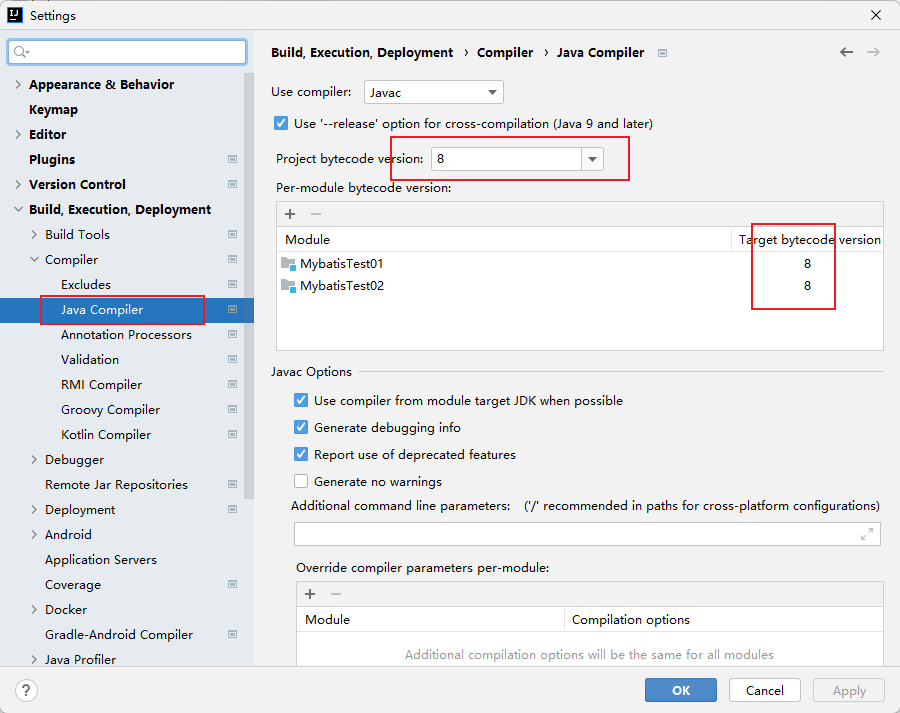 Settings
Appearance & Behavior
Keymap
Editor
Plugins
Version Control
Build, Execution, Deployment
Build Tools
Compiler
Excludes
Java Compiler
Annotation Processors
Validation
RMI Compiler
Groovy Compiler
Kotlin Compiler
Debugger
Remote Jar Repositories
Deployment
Android
Application Servers
Coverage
Docker
Gradle-Android Compiler
Java Profiler
Build, Execution, Deployment › Compiler › Java Compiler
Use compiler: Javac
Use '--release' option for cross-compilation (Java 9 and later)
Project bytecode version: 8
Per-module bytecode version:
Module Target bytecode version
MybatisTest01 8
MybatisTest02 8
Javac Options
Use compiler from module target JDK when possible
Generate debugging info
Report use of deprecated features
Generate no warnings
Additional command line parameters: ('/' recommended in paths for cross-platform configurations)
Override compiler parameters per-module:
Module Compilation options
Additional compilation options will be the same for all modules
? OK Cancel Apply